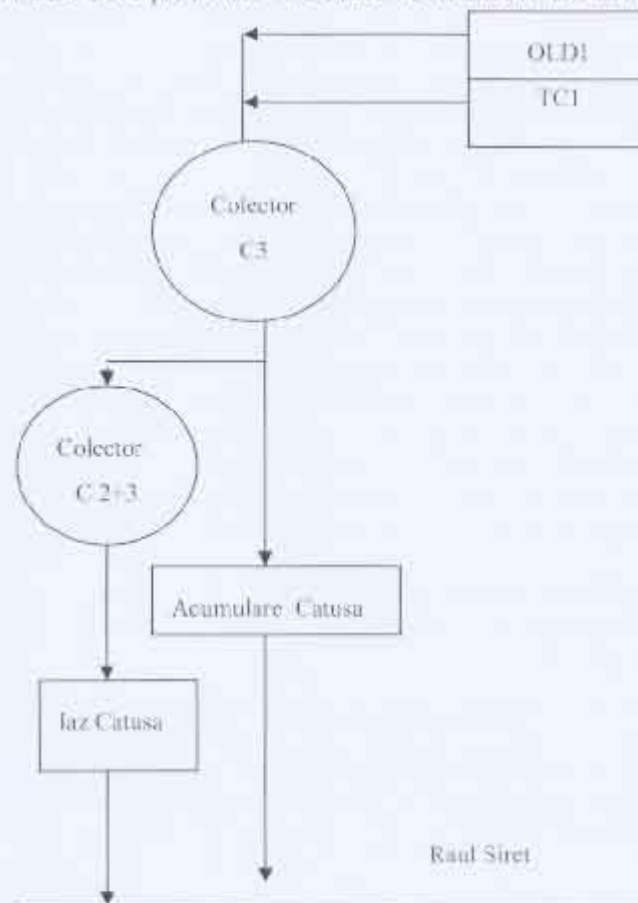 OLD1
TC1
Colector
C3
Colector
C 2+3
Acumulare Catusa
Iaz Catusa
Raul Siret